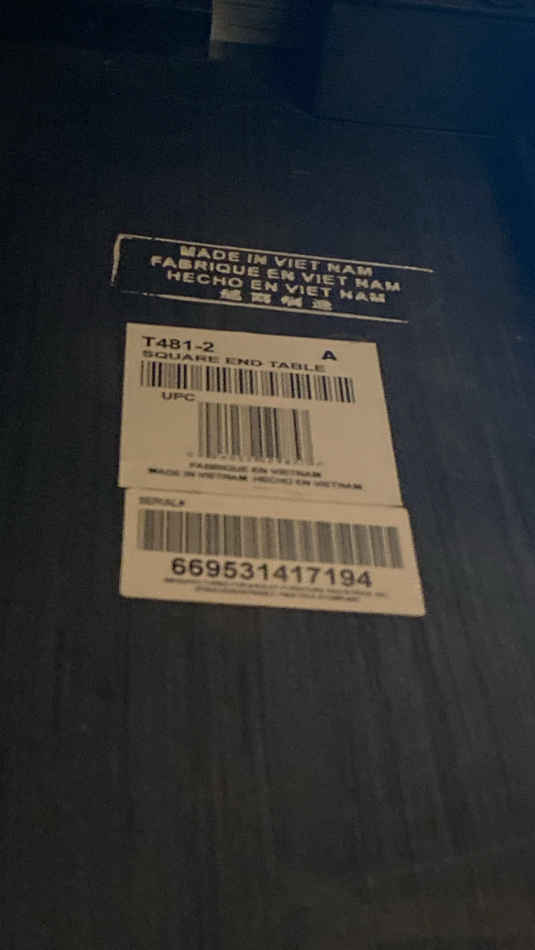 MADE IN VIET NAM
FABRIQUE EN VIET NAM
HECHO EN VIET NAM
越南制造
T481-2 A
SQUARE END TABLE
UPC
FABRIQUE EN VIETNAM
MADE IN VIETNAM HECHO EN VIETNAM
SERIAL#
669531417194